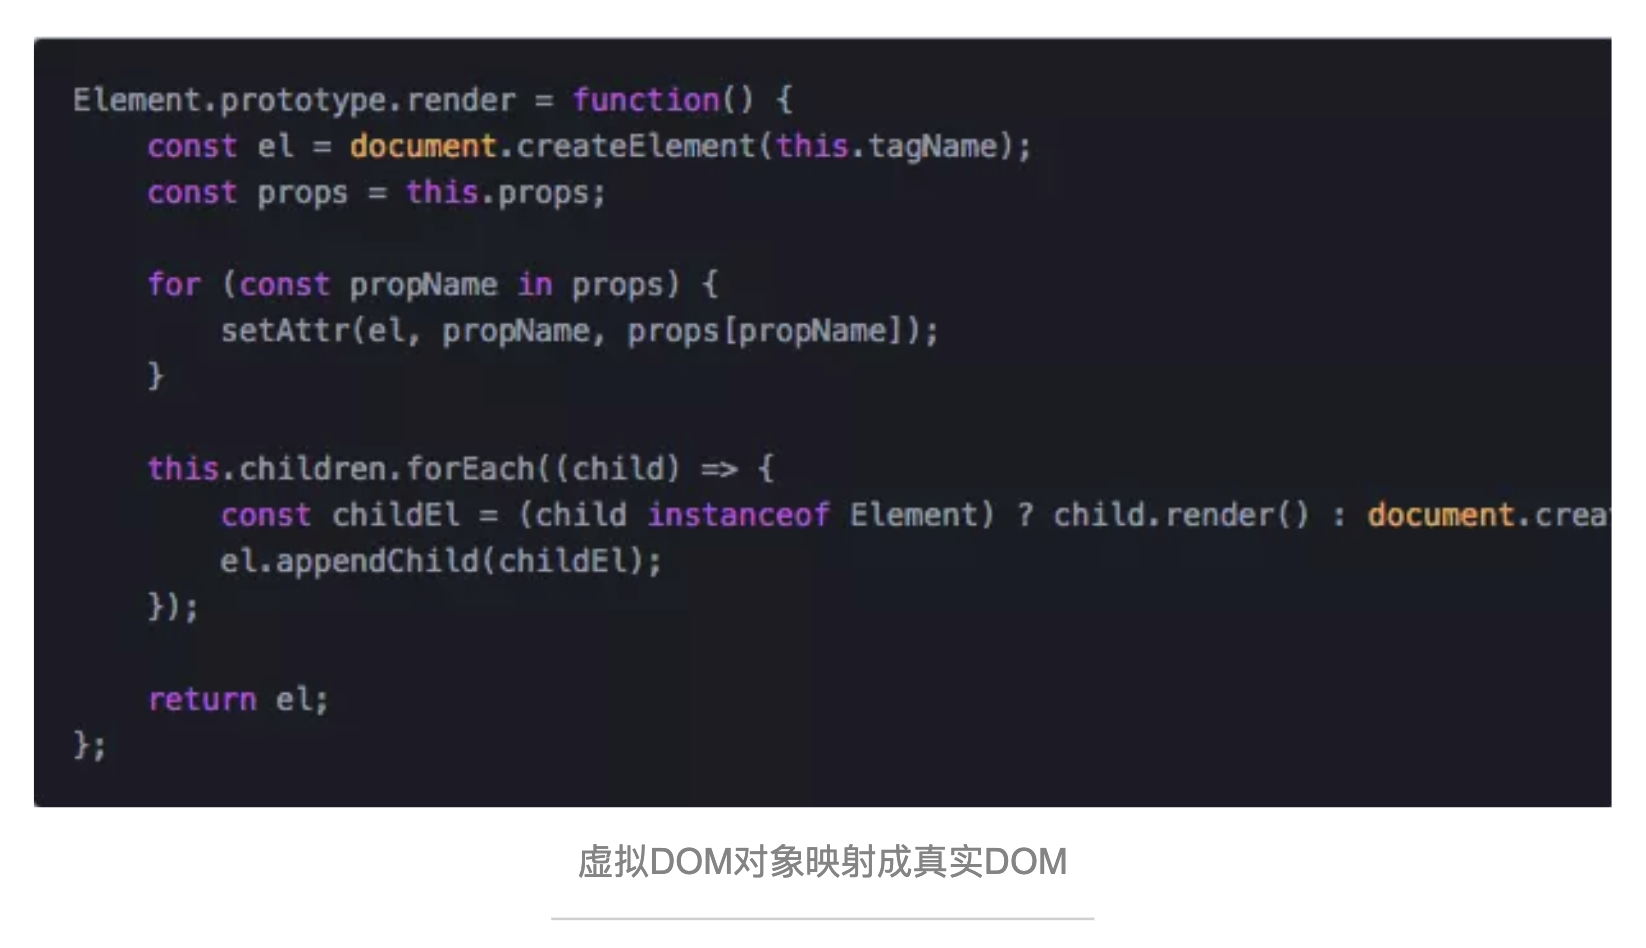 Element.prototype.render = function() {
    const el = document.createElement(this.tagName);
    const props = this.props;
    for (const propName in props) {
        setAttr(el, propName, props[propName]);
    }
    this.children.forEach((child) => {
        const childEl = (child instanceof Element) ? child.render() : document.crea
        el.appendChild(childEl);
    });
    return el;
};
虚拟DOM对象映射成真实DOM